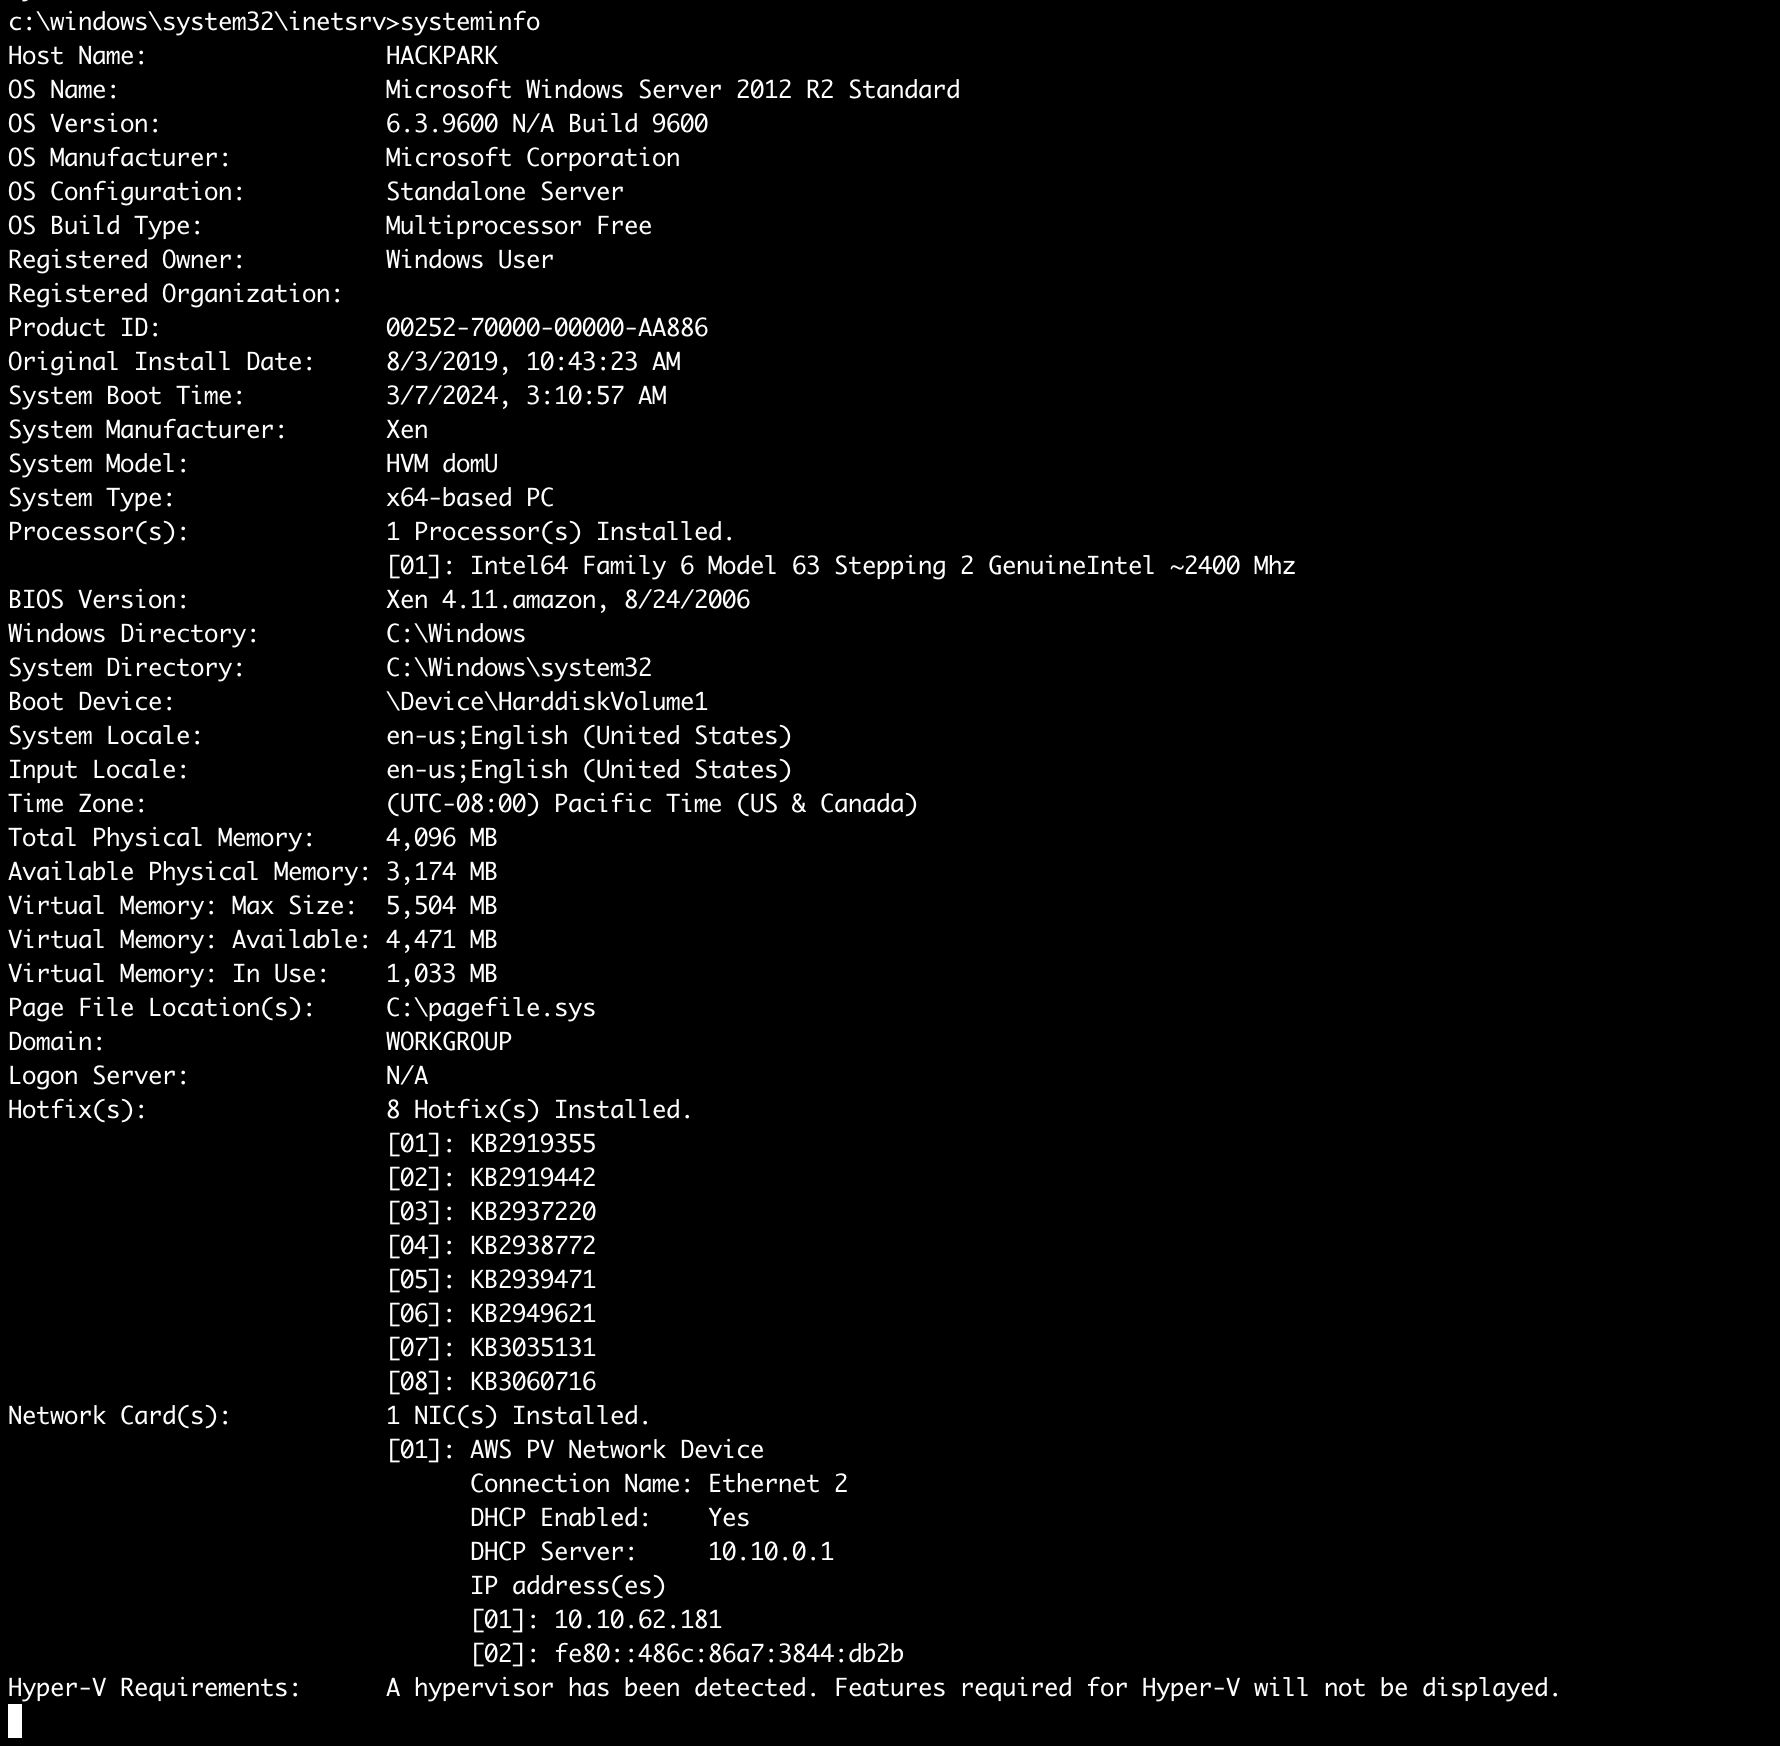 c:\windows\system32\inetsrv>systeminfo
Host Name:                 HACKPARK
OS Name:                   Microsoft Windows Server 2012 R2 Standard
OS Version:                6.3.9600 N/A Build 9600
OS Manufacturer:           Microsoft Corporation
OS Configuration:          Standalone Server
OS Build Type:             Multiprocessor Free
Registered Owner:          Windows User
Registered Organization:
Product ID:                00252-70000-00000-AA886
Original Install Date:     8/3/2019, 10:43:23 AM
System Boot Time:          3/7/2024, 3:10:57 AM
System Manufacturer:       Xen
System Model:              HVM domU
System Type:               x64-based PC
Processor(s):              1 Processor(s) Installed.
                           [01]: Intel64 Family 6 Model 63 Stepping 2 GenuineIntel ~2400 Mhz
BIOS Version:              Xen 4.11.amazon, 8/24/2006
Windows Directory:         C:\Windows
System Directory:          C:\Windows\system32
Boot Device:               \Device\HarddiskVolume1
System Locale:             en-us;English (United States)
Input Locale:              en-us;English (United States)
Time Zone:                 (UTC-08:00) Pacific Time (US & Canada)
Total Physical Memory:     4,096 MB
Available Physical Memory: 3,174 MB
Virtual Memory: Max Size:  5,504 MB
Virtual Memory: Available: 4,471 MB
Virtual Memory: In Use:    1,033 MB
Page File Location(s):     C:\pagefile.sys
Domain:                    WORKGROUP
Logon Server:              N/A
Hotfix(s):                 8 Hotfix(s) Installed.
                           [01]: KB2919355
                           [02]: KB2919442
                           [03]: KB2937220
                           [04]: KB2938772
                           [05]: KB2939471
                           [06]: KB2949621
                           [07]: KB3035131
                           [08]: KB3060716
Network Card(s):           1 NIC(s) Installed.
                           [01]: AWS PV Network Device
                                 Connection Name: Ethernet 2
                                 DHCP Enabled:    Yes
                                 DHCP Server:     10.10.0.1
                                 IP address(es)
                                 [01]: 10.10.62.181
                                 [02]: fe80::486c:86a7:3844:db2b
Hyper-V Requirements:      A hypervisor has been detected. Features required for Hyper-V will not be displayed.